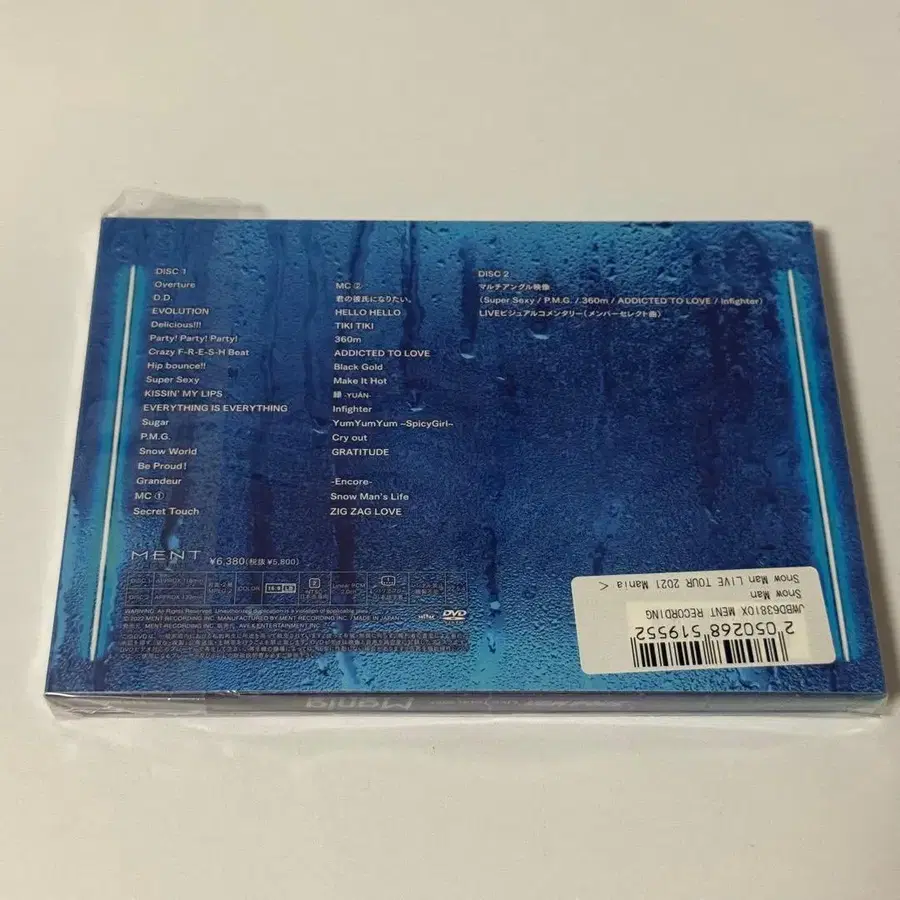 DISC 1
Overture
D.D.
EVOLUTION
Delicious!!!
Party! Party! Party!
Crazy F-R-E-S-H Beat
Hip bounce!!
Super Sexy
KISSIN' MY LIPS
EVERYTHING IS EVERYTHING
Sugar
P.M.G.
Snow World
Be Proud!
Grandeur
MC ①
Secret Touch
MC ②
君の彼氏になりたい。
HELLO HELLO
TIKI TIKI
360m
ADDICTED TO LOVE
Black Gold
Make It Hot
縁 -YUÁN-
Infighter
YumYumYum ~SpicyGirl~
Cry out
GRATITUDE
-Encore-
Snow Man's Life
ZIG ZAG LOVE
DISC 2
マルチアングル映像
(Super Sexy / P.M.G. / 360m / ADDICTED TO LOVE / Infighter)
LIVEビジュアルコメンタリー(メンバーセレクト曲)
MENT
¥6,380(税抜 ¥5,800)
COLOR
16:9 LB
DVD
Mania
2 050268 519552
JWBD63810X MENT RECORDING
Snow Man
Snow Man LIVE TOUR 2021 Mania <